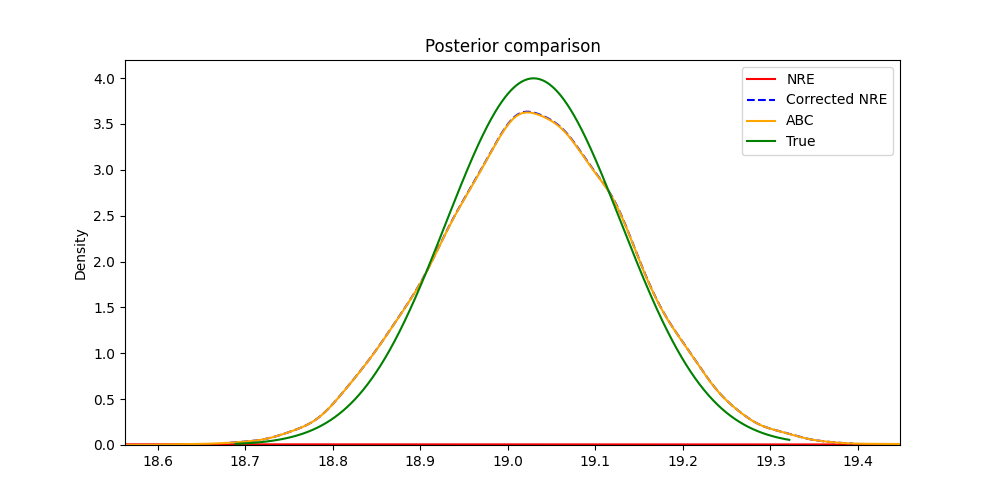 Posterior comparison
NRE
Corrected NRE
ABC
True
Density
4.0
3.5
3.0
2.5
2.0
1.5
1.0
0.5
0.0
18.6 18.7 18.8 18.9 19.0 19.1 19.2 19.3 19.4